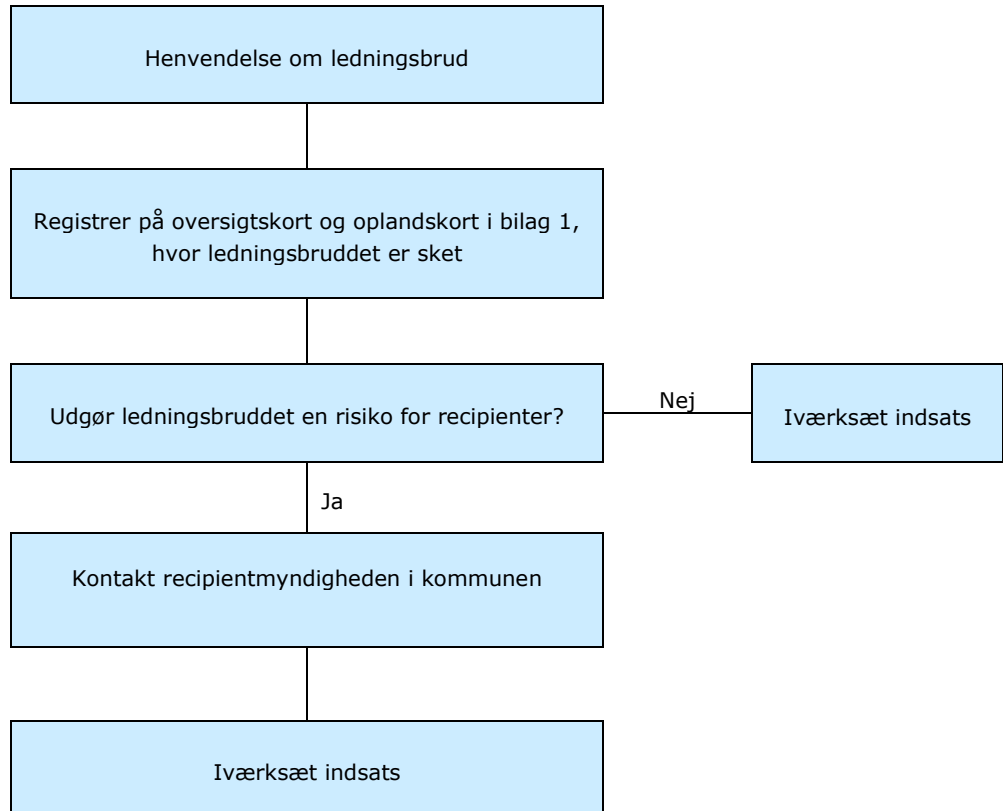 Henvendelse om ledningsbrud
Registrer på oversigtskort og oplandskort i bilag 1,
hvor ledningsbruddet er sket
Udgør ledningsbruddet en risiko for recipienter?
Nej
Iværksæt indsats
Ja
Kontakt recipientmyndigheden i kommunen
Iværksæt indsats